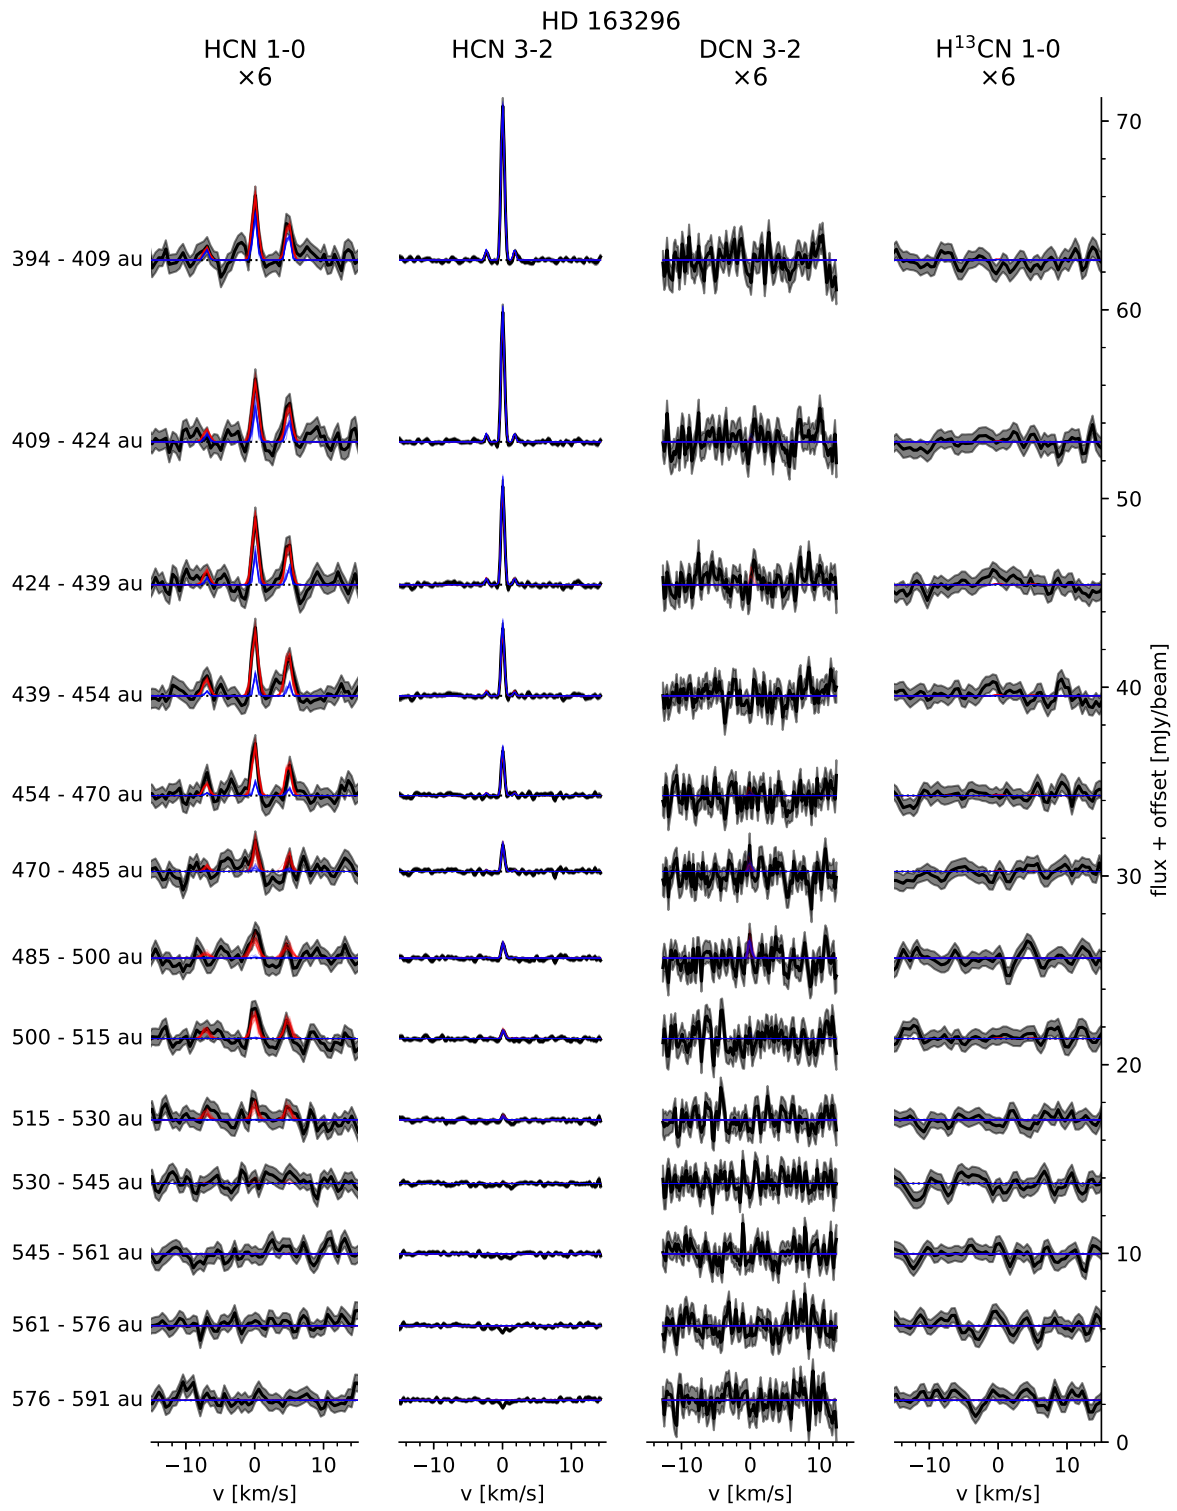 HD 163296
HCN 1-0 HCN 3-2 DCN 3-2 H¹³CN 1-0
×6 ×6 ×6
70
394 - 409 au
60
409 - 424 au
50
424 - 439 au
439 - 454 au
40
flux + offset [mJy/beam]
454 - 470 au
470 - 485 au
30
485 - 500 au
500 - 515 au
20
515 - 530 au
530 - 545 au
545 - 561 au
10
561 - 576 au
576 - 591 au
0
−10 0 10 −10 0 10 −10 0 10 −10 0 10
v [km/s] v [km/s] v [km/s] v [km/s]